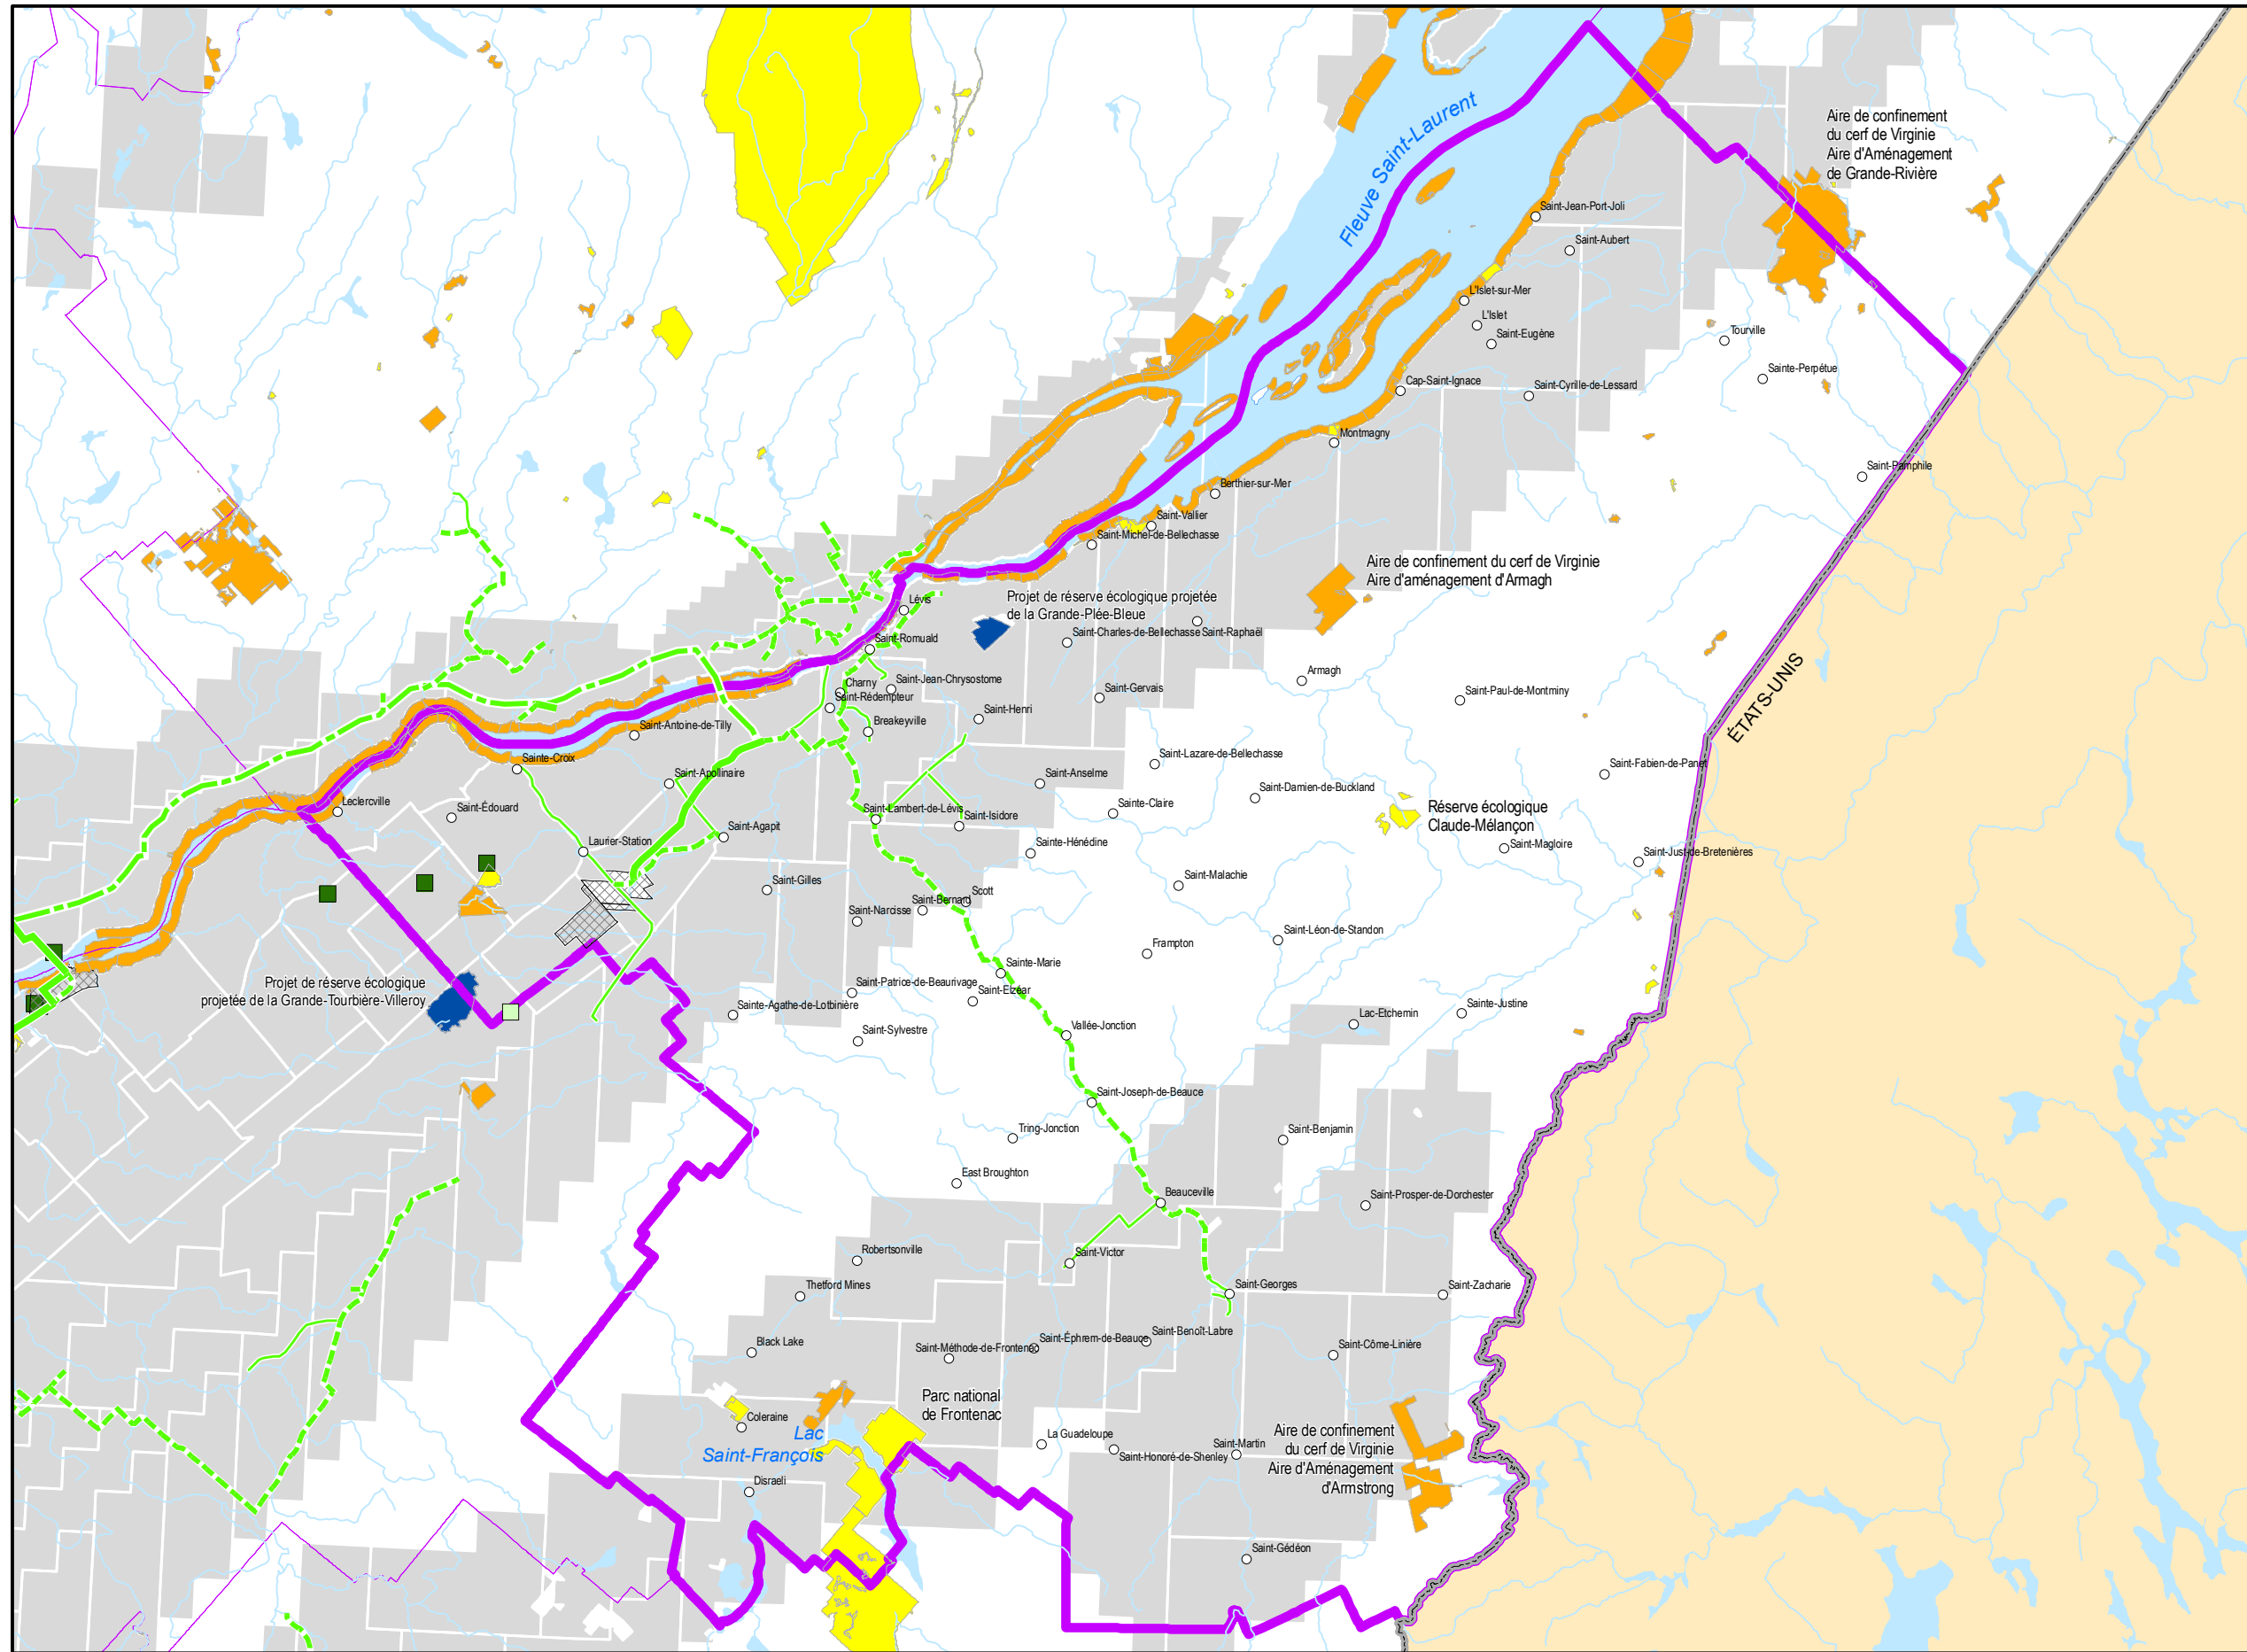 Aire de confinement
du cerf de Virginie
Aire d'Aménagement
de Grande-Rivière
Fleuve Saint-Laurent
Saint-Jean-Port-Joli
Saint-Aubert
L'Islet-sur-Mer
L'Islet
Saint-Eugène
Tourville
Sainte-Perpétue
Cap-Saint-Ignace
Saint-Cyrille-de-Lessard
Montmagny
Saint-Pamphile
Berthier-sur-Mer
Saint-Vallier
Saint-Michel-de-Bellechasse
Aire de confinement du cerf de Virginie
Aire d'aménagement d'Armagh
Projet de réserve écologique projetée
de la Grande-Plée-Bleue
Lévis
Saint-Charles-de-Bellechasse
Saint-Raphaël
Saint-Romuald
Armagh
Saint-Jean-Chrysostome
Charny
Saint-Rédempteur
Saint-Gervais
Saint-Paul-de-Montminy
ÉTATS-UNIS
Saint-Henri
Breakeyville
Saint-Antoine-de-Tilly
Sainte-Croix
Saint-Lazare-de-Bellechasse
Saint-Fabien-de-Panet
Saint-Apollinaire
Saint-Anselme
Saint-Damien-de-Buckland
Leclercville
Saint-Édouard
Saint-Lambert-de-Lévis
Saint-Isidore
Sainte-Claire
Réserve écologique
Claude-Mélançon
Saint-Agapit
Laurier-Station
Sainte-Hénédine
Saint-Magloire
Saint-Just-de-Bretenières
Saint-Gilles
Saint-Malachie
Scott
Saint-Bernard
Saint-Narcisse
Saint-Léon-de-Standon
Frampton
Sainte-Marie
Projet de réserve écologique
projetée de la Grande-Tourbière-Villeroy
Saint-Patrice-de-Beaurivage
Saint-Elzéar
Sainte-Agathe-de-Lotbinière
Sainte-Justine
Lac-Etchemin
Vallée-Jonction
Saint-Sylvestre
Saint-Joseph-de-Beauce
Tring-Jonction
Saint-Benjamin
East Broughton
Beauceville
Saint-Prosper-de-Dorchester
Robertsonville
Saint-Victor
Thetford Mines
Saint-Georges
Saint-Zacharie
Black Lake
Saint-Méthode-de-Frontenac
Saint-Éphrem-de-Beauce
Saint-Benoît-Labre
Saint-Côme-Linière
Parc national
de Frontenac
Coleraine
Lac
Saint-François
La Guadeloupe
Saint-Honoré-de-Shenley
Saint-Martin
Aire de confinement
du cerf de Virginie
Aire d'Aménagement
d'Armstrong
Disraeli
Saint-Gédéon